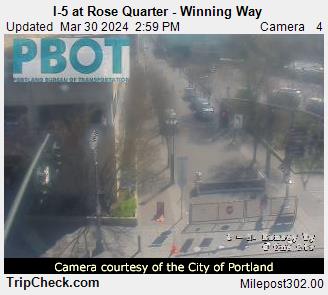 I-5 at Rose Quarter - Winning Way
Updated Mar 30 2024 2:59 PM Camera 4
PBOT
PORTLAND BUREAU OF TRANSPORTATION
Camera courtesy of the City of Portland
TripCheck.com Milepost302.00